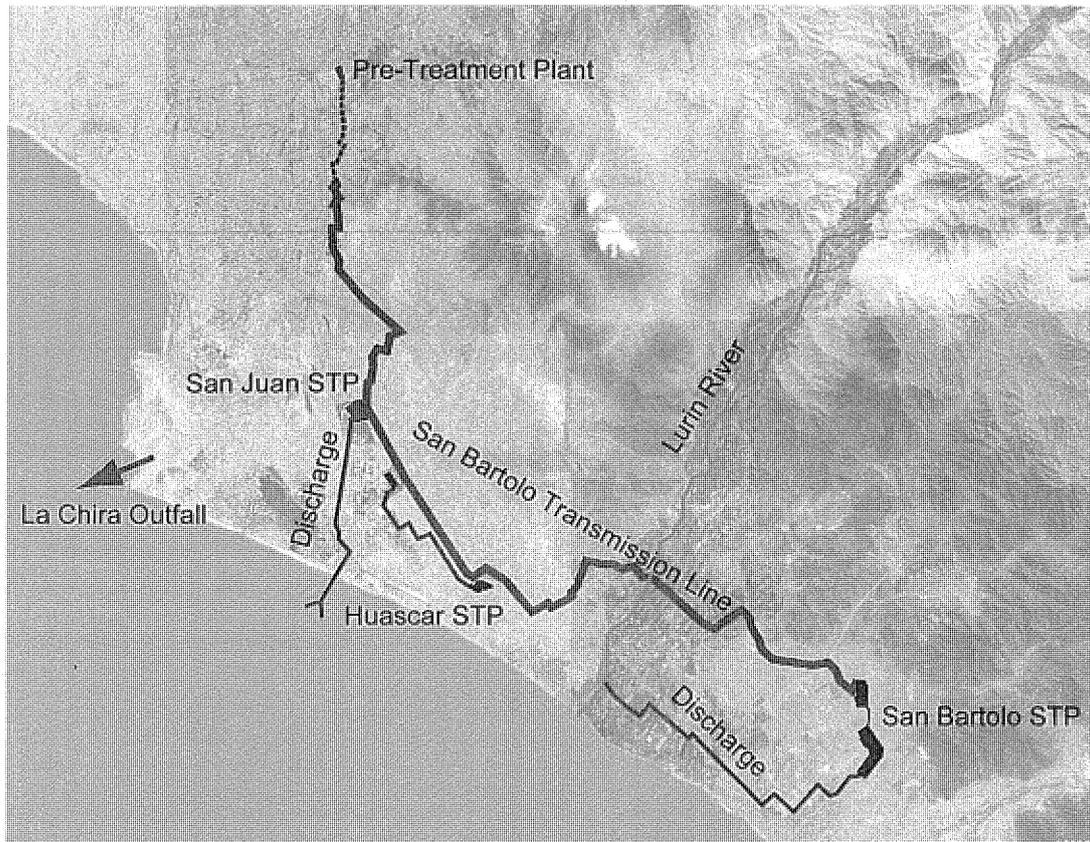 Pre-Treatment Plant
San Juan STP
Lurin River
San Bartolo Transmission Line
Discharge
La Chira Outfall
Huascar STP
Discharge
San Bartolo STP